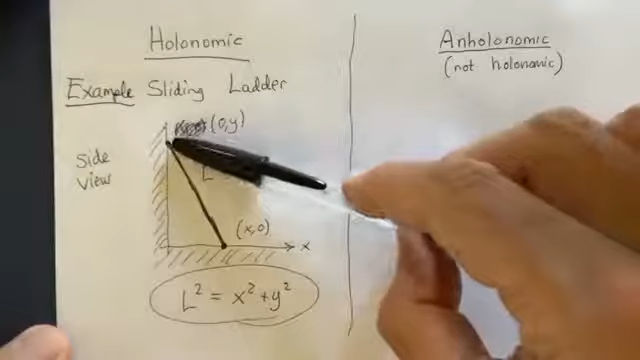 Holonomic
Example Sliding Ladder
Side
view
(0,y)
L
(x,0)
x
L² = x² + y²
Anholonomic
(not holonomic)